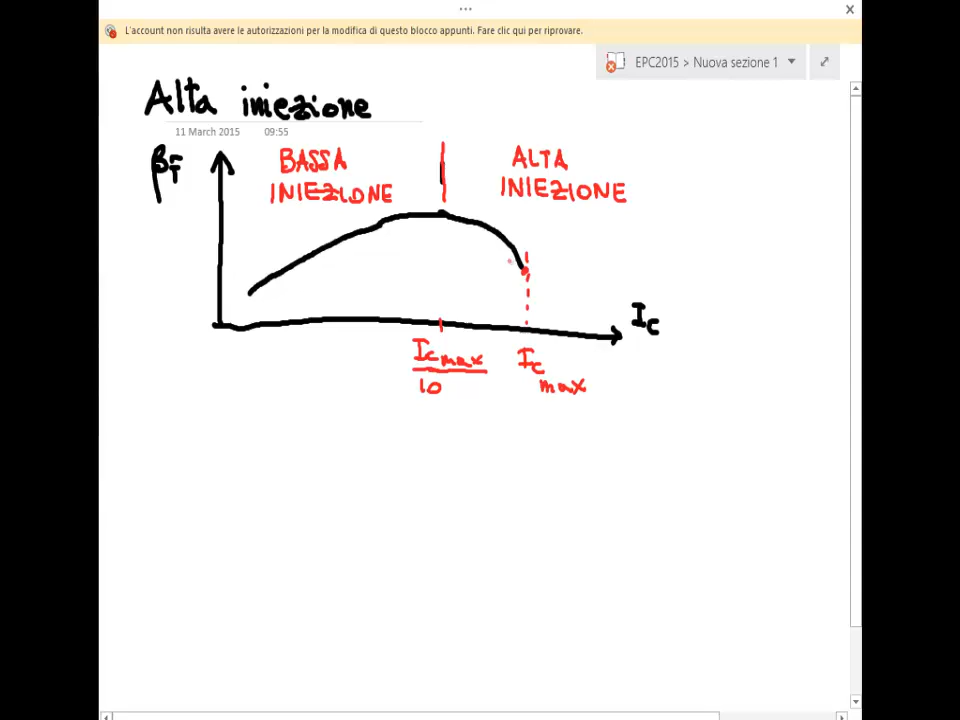 L'account non risulta avere le autorizzazioni per la modifica di questo blocco appunti. Fare clic qui per riprovare.
EPC2015 > Nuova sezione 1
Alta iniezione
11 March 2015 09:55
βF
BASSA
INIEZIONE
ALTA
INIEZIONE
IC
ICmax
10
IC
max